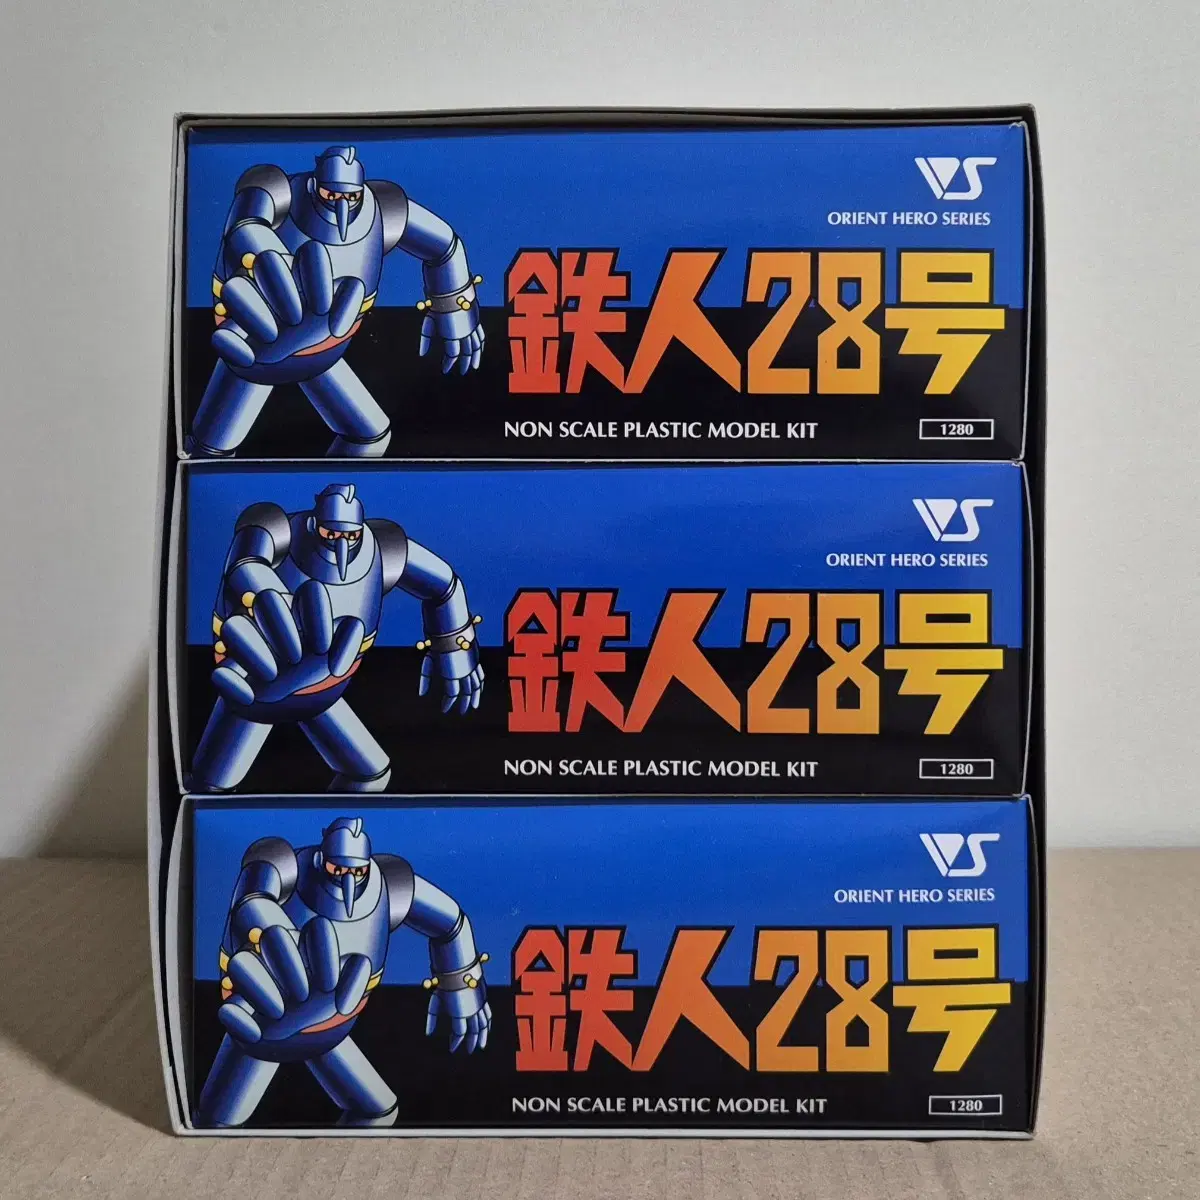 VS
ORIENT HERO SERIES
鉄人28号
NON SCALE PLASTIC MODEL KIT
1280
VS
ORIENT HERO SERIES
鉄人28号
NON SCALE PLASTIC MODEL KIT
1280
VS
ORIENT HERO SERIES
鉄人28号
NON SCALE PLASTIC MODEL KIT
1280